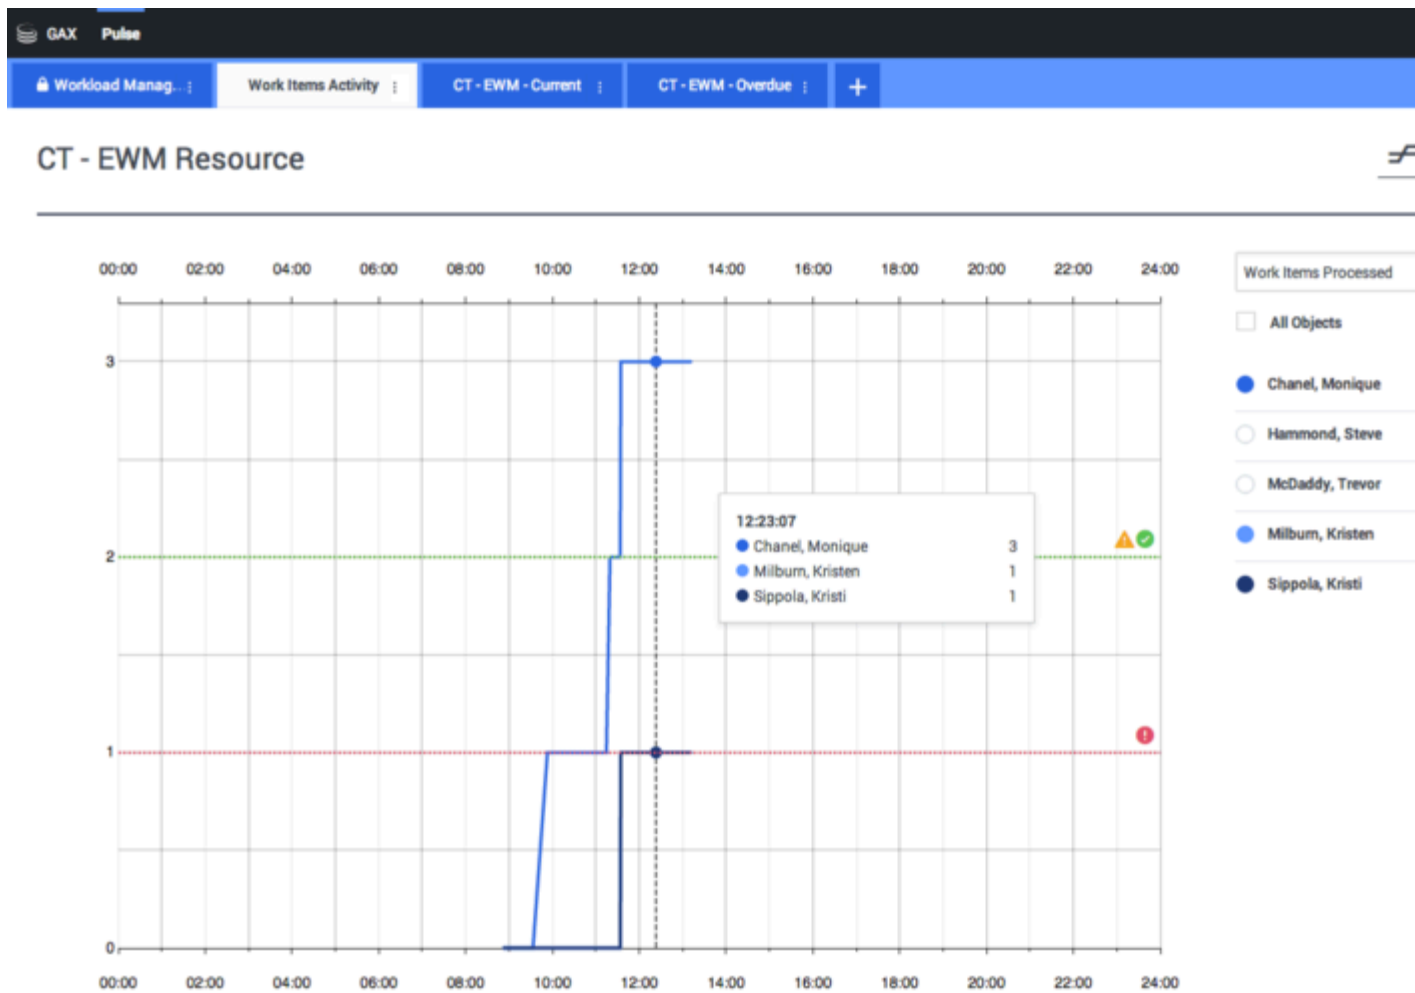 GAX Pulse
Workload Manag... Work Items Activity CT - EWM - Current CT - EWM - Overdue +
CT - EWM Resource
00:00 02:00 04:00 06:00 08:00 10:00 12:00 14:00 16:00 18:00 20:00 22:00 24:00
Work Items Processed
All Objects
3
Chanel, Monique
Hammond, Steve
McDaddy, Trevor
12:23:07
Chanel, Monique 3
Milburn, Kristen 1
Sippola, Kristi 1
2
Milburn, Kristen
Sippola, Kristi
1
0
00:00 02:00 04:00 06:00 08:00 10:00 12:00 14:00 16:00 18:00 20:00 22:00 24:00